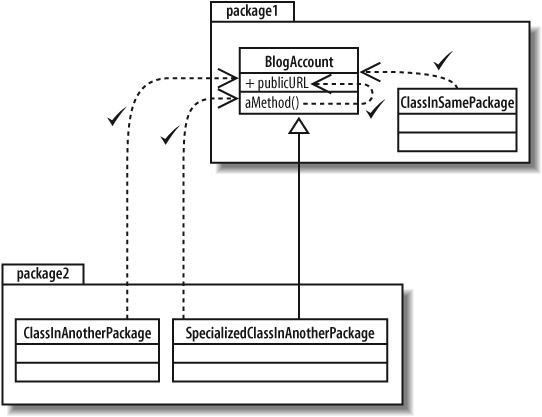 package1
BlogAccount
+ publicURL
aMethod()
ClassInSamePackage
package2
ClassInAnotherPackage
SpecializedClassInAnotherPackage